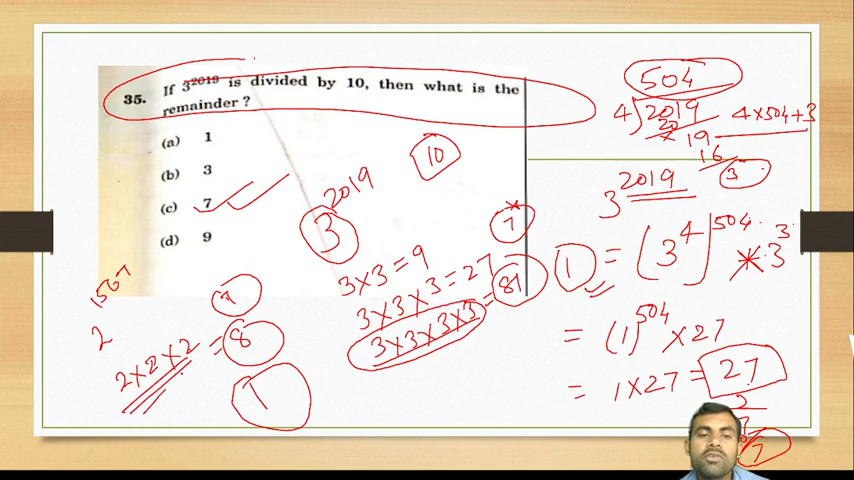 35. If 3^2019 is divided by 10, then what is the
remainder ?
(a) 1
(b) 3
(c) 7
(d) 9
3^2019
10
7
3×3=9
3×3×3=27
3×3×3×3=81
2
2×2×2=8
1
504
4)2019
20
19
16
3
4×504+3
3^2019
1 = (3^4)^504 * 3^3
= (1)^504 × 27
= 1×27 = 27
7